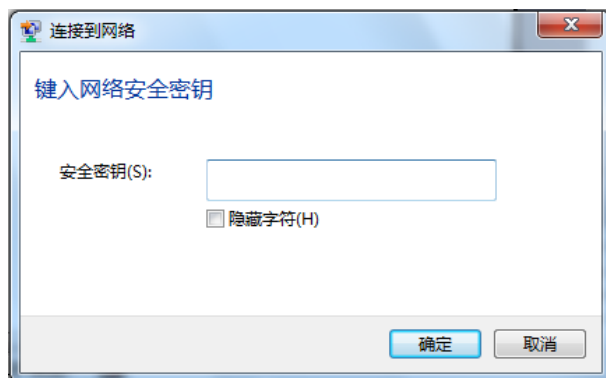 连接到网络
键入网络安全密钥
安全密钥(S):
隐藏字符(H)
确定
取消